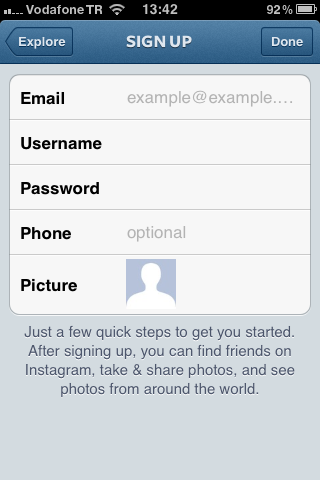 VodafoneTR 13:42 92%
Explore SIGN UP Done
Email example@example....
Username
Password
Phone optional
Picture
Just a few quick steps to get you started.
After signing up, you can find friends on
Instagram, take & share photos, and see
photos from around the world.